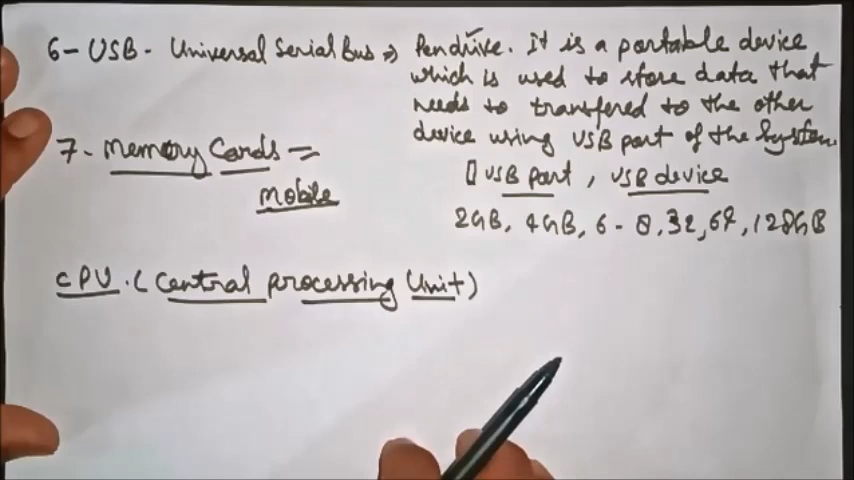 6- USB - Universal Serial Bus => Pendrive. It is a portable device
which is used to store data that
needs to transfered to the other
device using USB part of the System.
7- Memory Cards =
Mobile
USB part, USB device
2GB, 4GB, 6 - 8, 32, 64, 128GB
CPU. (Central processing Unit)